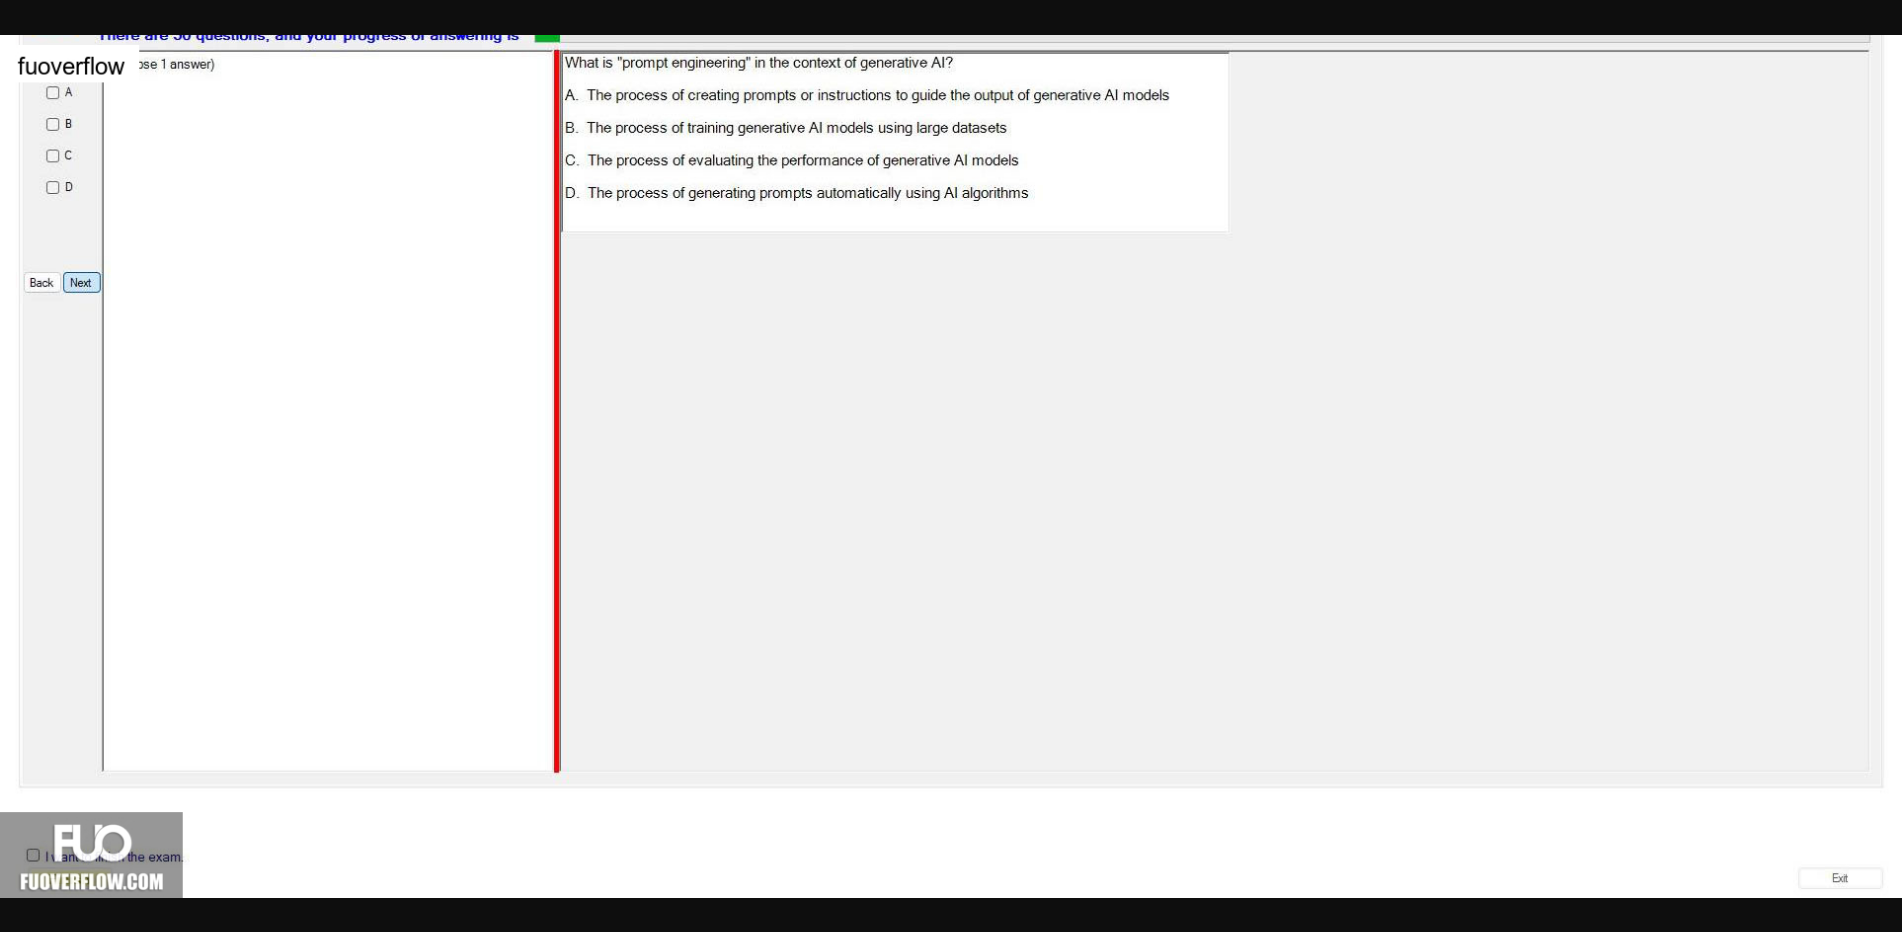 There are 50 questions, and your progress of answering is
fuoverflow
ose 1 answer)
A
B
C
D
Back
Next
What is "prompt engineering" in the context of generative AI?
A. The process of creating prompts or instructions to guide the output of generative AI models
B. The process of training generative AI models using large datasets
C. The process of evaluating the performance of generative AI models
D. The process of generating prompts automatically using AI algorithms
FUO
I want the exam.
FUOVERFLOW.COM
Exit